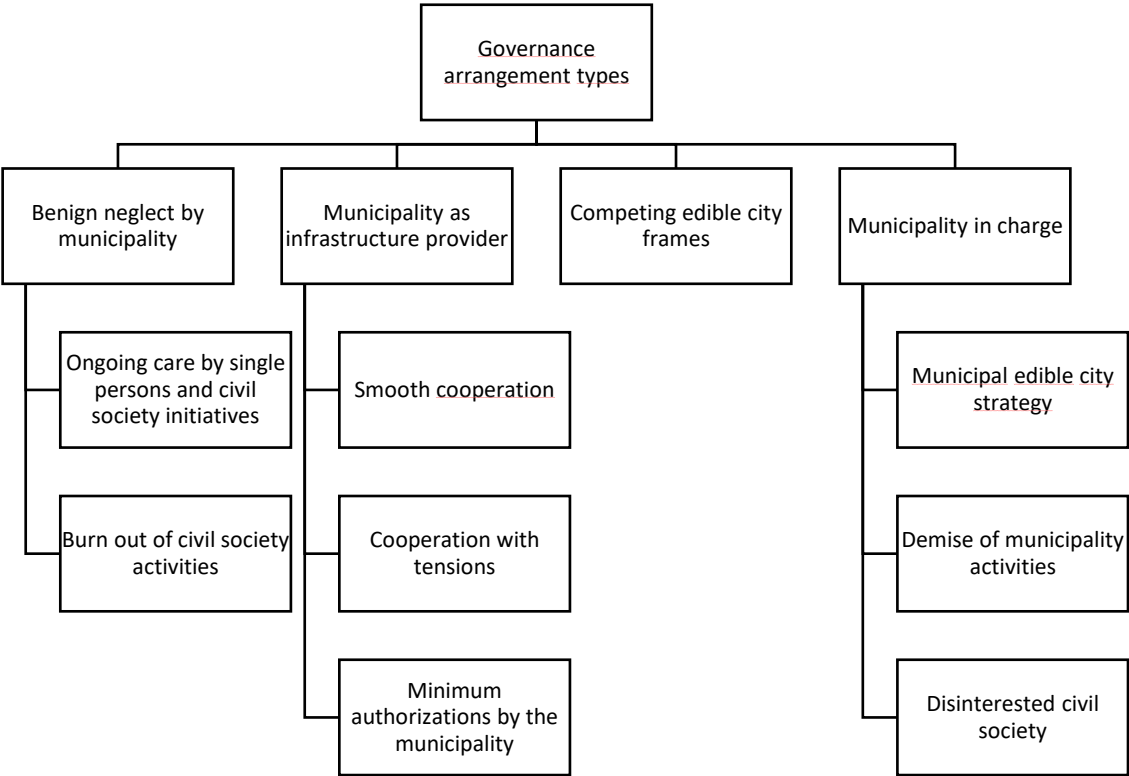 Governance
arrangement types
Benign neglect by
municipality
Municipality as
infrastructure provider
Competing edible city
frames
Municipality in charge
Ongoing care by single
persons and civil
society initiatives
Smooth cooperation
Municipal edible city
strategy
Burn out of civil society
activities
Cooperation with
tensions
Demise of municipality
activities
Minimum
authorizations by the
municipality
Disinterested civil
society